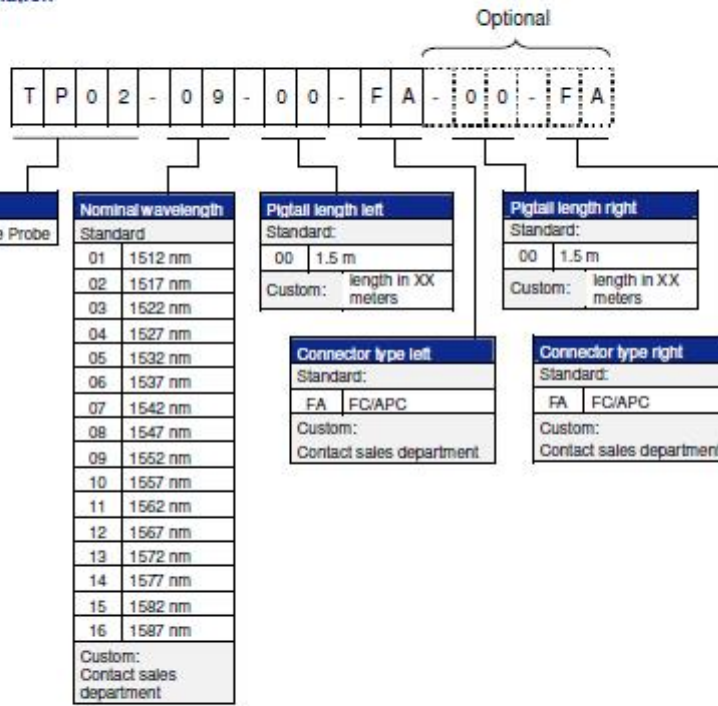 Optional
T P 0 2 - 0 9 - 0 0 - F A - 0 0 - F A
Probe
Nominal wavelength
Standard
01 1512 nm
02 1517 nm
03 1522 nm
04 1527 nm
05 1532 nm
06 1537 nm
07 1542 nm
08 1547 nm
09 1552 nm
10 1557 nm
11 1562 nm
12 1567 nm
13 1572 nm
14 1577 nm
15 1582 nm
16 1587 nm
Custom:
Contact sales
department
Pigtail length left
Standard:
00 1.5 m
Custom: length in XX
meters
Connector type left
Standard:
FA FC/APC
Custom:
Contact sales department
Pigtail length right
Standard:
00 1.5 m
Custom: length in XX
meters
Connector type right
Standard:
FA FC/APC
Custom:
Contact sales department